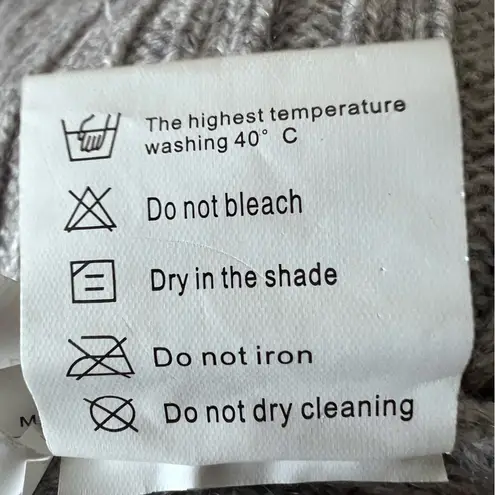 The highest temperature
washing 40° C
Do not bleach
Dry in the shade
Do not iron
Do not dry cleaning
M